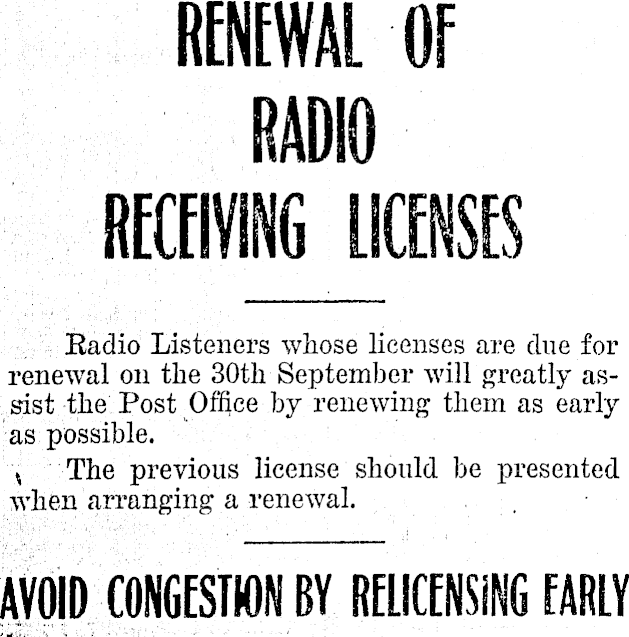 RENEWAL OF
RADIO
RECEIVING LICENSES
Radio Listeners whose licenses are due for
renewal on the 30th September will greatly as-
sist the Post Office by renewing them as early
as possible.
The previous license should be presented
when arranging a renewal.
AVOID CONGESTION BY RELICENSING EARLY